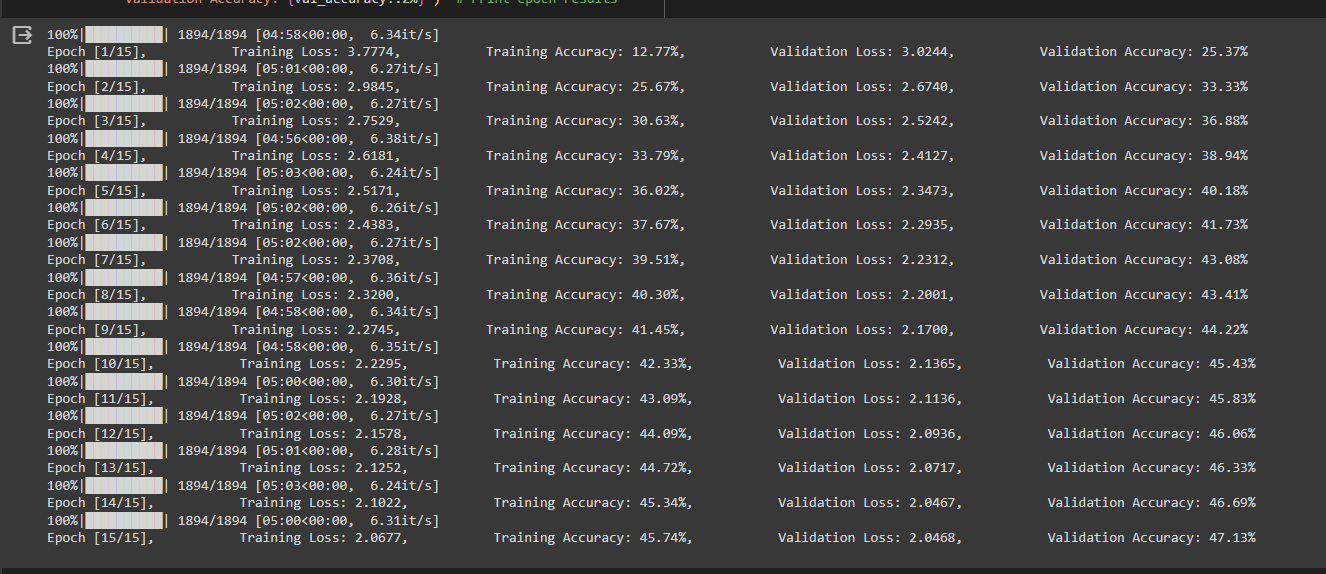 Validation Accuracy: {val_accuracy:.2%}") # Print epoch results
100%|██████████| 1894/1894 [04:58<00:00, 6.34it/s]
Epoch [1/15], Training Loss: 3.7774, Training Accuracy: 12.77%, Validation Loss: 3.0244, Validation Accuracy: 25.37%
100%|██████████| 1894/1894 [05:01<00:00, 6.27it/s]
Epoch [2/15], Training Loss: 2.9845, Training Accuracy: 25.67%, Validation Loss: 2.6740, Validation Accuracy: 33.33%
100%|██████████| 1894/1894 [05:02<00:00, 6.27it/s]
Epoch [3/15], Training Loss: 2.7529, Training Accuracy: 30.63%, Validation Loss: 2.5242, Validation Accuracy: 36.88%
100%|██████████| 1894/1894 [04:56<00:00, 6.38it/s]
Epoch [4/15], Training Loss: 2.6181, Training Accuracy: 33.79%, Validation Loss: 2.4127, Validation Accuracy: 38.94%
100%|██████████| 1894/1894 [05:03<00:00, 6.24it/s]
Epoch [5/15], Training Loss: 2.5171, Training Accuracy: 36.02%, Validation Loss: 2.3473, Validation Accuracy: 40.18%
100%|██████████| 1894/1894 [05:02<00:00, 6.26it/s]
Epoch [6/15], Training Loss: 2.4383, Training Accuracy: 37.67%, Validation Loss: 2.2935, Validation Accuracy: 41.73%
100%|██████████| 1894/1894 [05:02<00:00, 6.27it/s]
Epoch [7/15], Training Loss: 2.3708, Training Accuracy: 39.51%, Validation Loss: 2.2312, Validation Accuracy: 43.08%
100%|██████████| 1894/1894 [04:57<00:00, 6.36it/s]
Epoch [8/15], Training Loss: 2.3200, Training Accuracy: 40.30%, Validation Loss: 2.2001, Validation Accuracy: 43.41%
100%|██████████| 1894/1894 [04:58<00:00, 6.34it/s]
Epoch [9/15], Training Loss: 2.2745, Training Accuracy: 41.45%, Validation Loss: 2.1700, Validation Accuracy: 44.22%
100%|██████████| 1894/1894 [04:58<00:00, 6.35it/s]
Epoch [10/15], Training Loss: 2.2295, Training Accuracy: 42.33%, Validation Loss: 2.1365, Validation Accuracy: 45.43%
100%|██████████| 1894/1894 [05:00<00:00, 6.30it/s]
Epoch [11/15], Training Loss: 2.1928, Training Accuracy: 43.09%, Validation Loss: 2.1136, Validation Accuracy: 45.83%
100%|██████████| 1894/1894 [05:02<00:00, 6.27it/s]
Epoch [12/15], Training Loss: 2.1578, Training Accuracy: 44.09%, Validation Loss: 2.0936, Validation Accuracy: 46.06%
100%|██████████| 1894/1894 [05:01<00:00, 6.28it/s]
Epoch [13/15], Training Loss: 2.1252, Training Accuracy: 44.72%, Validation Loss: 2.0717, Validation Accuracy: 46.33%
100%|██████████| 1894/1894 [05:03<00:00, 6.24it/s]
Epoch [14/15], Training Loss: 2.1022, Training Accuracy: 45.34%, Validation Loss: 2.0467, Validation Accuracy: 46.69%
100%|██████████| 1894/1894 [05:00<00:00, 6.31it/s]
Epoch [15/15], Training Loss: 2.0677, Training Accuracy: 45.74%, Validation Loss: 2.0468, Validation Accuracy: 47.13%